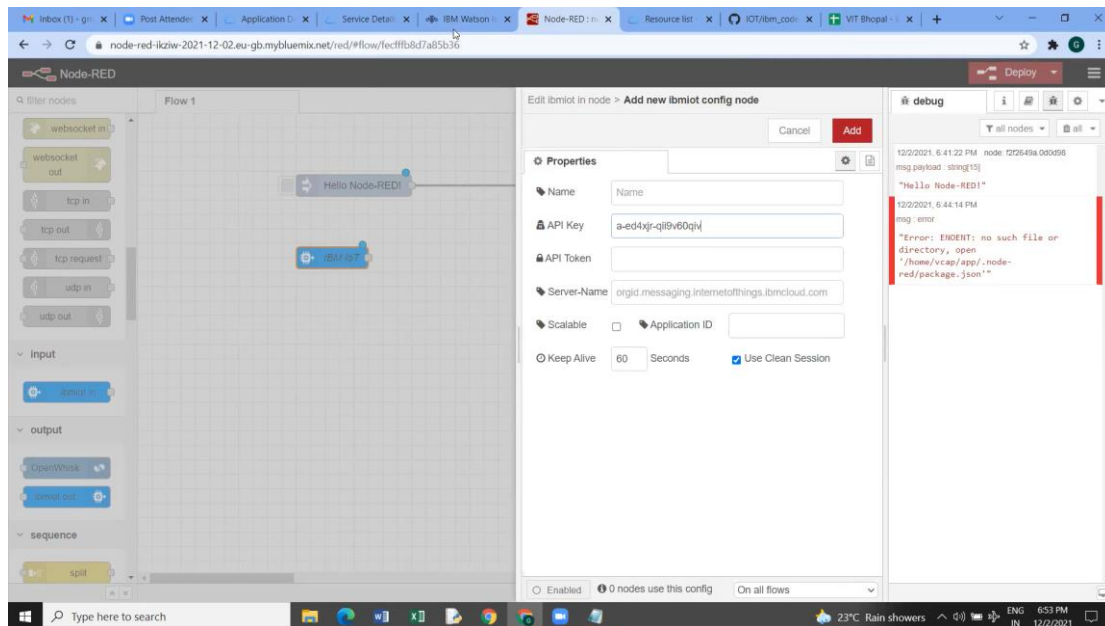 Inbox (1) - gm
Post Attendee
Application D
Service Details
IBM Watson
Node-RED : n
Resource list
IOT/ibm_code
VIT Bhopal -
node-red-ikziw-2021-12-02.eu-gb.mybluemix.net/red/#flow/fecfffb8d7a85b36
G
Node-RED
Deploy
filter nodes
Flow 1
Edit ibmiot in node > Add new ibmiot config node
debug
websocket in
websocket
out
tcp in
tcp out
tcp request
udp in
udp out
input
ibmiot in
output
OpenWhisk
ibmiot out
sequence
split
Hello Node-RED!
IBM IoT
Cancel
Add
Properties
Name
Name
API Key
a-ed4xjr-qii9v60qiv
API Token
Server-Name
orgid.messaging.internetofthings.ibmcloud.com
Scalable
Application ID
Keep Alive
60
Seconds
Use Clean Session
Enabled
0 nodes use this config
On all flows
all nodes
all
12/2/2021, 6:41:22 PM node: f2f2649a.0d0d98
msg.payload : string[15]
"Hello Node-RED!"
12/2/2021, 6:44:14 PM
msg : error
"Error: ENOENT: no such file or
directory, open
'/home/vcap/app/.node-
red/package.json'"
Type here to search
23°C Rain showers
ENG
IN
6:53 PM
12/2/2021